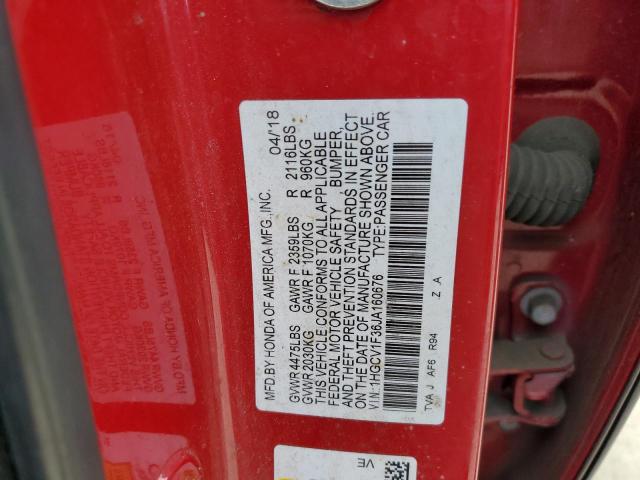 MFD.BY HONDA OF AMERICA MFG.,INC. 04/18
GVWR 4475LBS GAWR F 2359LBS R 2116LBS
GVWR 2030KG GAWR F 1070KG R 960KG
THIS VEHICLE CONFORMS TO ALL APPLICABLE
FEDERAL MOTOR VEHICLE SAFETY, BUMPER,
AND THEFT PREVENTION STANDARDS IN EFFECT
ON THE DATE OF MANUFACTURE SHOWN ABOVE.
VIN:1HGCV1F36JA160676 TYPE:PASSENGER CAR
TVA J AF6 R94 Z A
VE